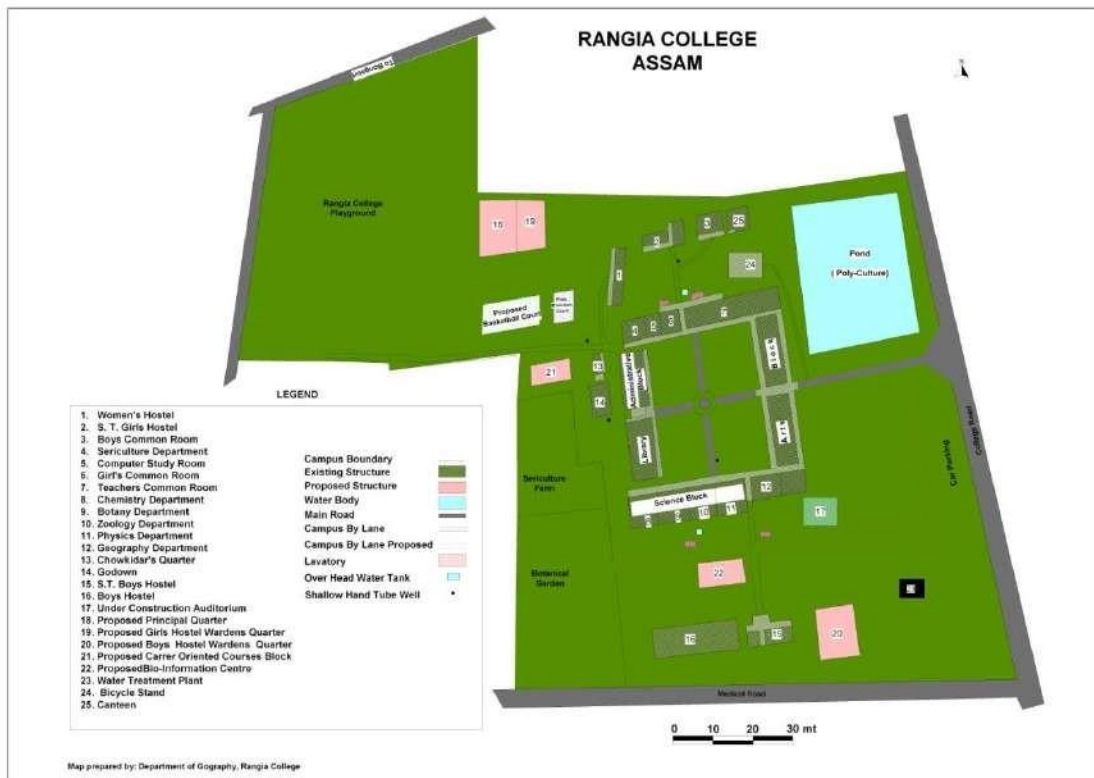 RANGIA COLLEGE
ASSAM
Rangia College
Playground
18
19
25
24
Pond
( Poly-Culture)
1
Proposed
Basketball Court
21
13
14
Administrative
Block
Library
Block
Arts
College Road
Car Parking
Sericulture
Farm
Science Block
10
11
12
17
Botanical
Garden
22
16
20
Medical Road
0 10 20 30 mt
LEGEND
1. Women's Hostel
2. S. T. Girls Hostel
3. Boys Common Room
4. Sericulture Department
5. Computer Study Room
6. Girl's Common Room
7. Teachers Common Room
8. Chemistry Department
9. Botany Department
10. Zoology Department
11. Physics Department
12. Geography Department
13. Chowkidar's Quarter
14. Godown
15. S.T. Boys Hostel
16. Boys Hostel
17. Under Construction Auditorium
18. Proposed Principal Quarter
19. Proposed Girls Hostel Wardens Quarter
20. Proposed Boys Hostel Wardens Quarter
21. Proposed Carrer Oriented Courses Block
22. ProposedBio-Information Centre
23. Water Treatment Plant
24. Bicycle Stand
25. Canteen
Campus Boundary
Existing Structure
Proposed Structure
Water Body
Main Road
Campus By Lane
Campus By Lane Proposed
Lavatory
Over Head Water Tank
Shallow Hand Tube Well
Map prepared by: Department of Gography, Rangia College